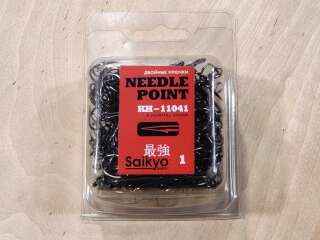 ДВОЙНЫЕ КРЮЧКИ
NEEDLE
POINT
KH-11041
最強
Saikyo
1